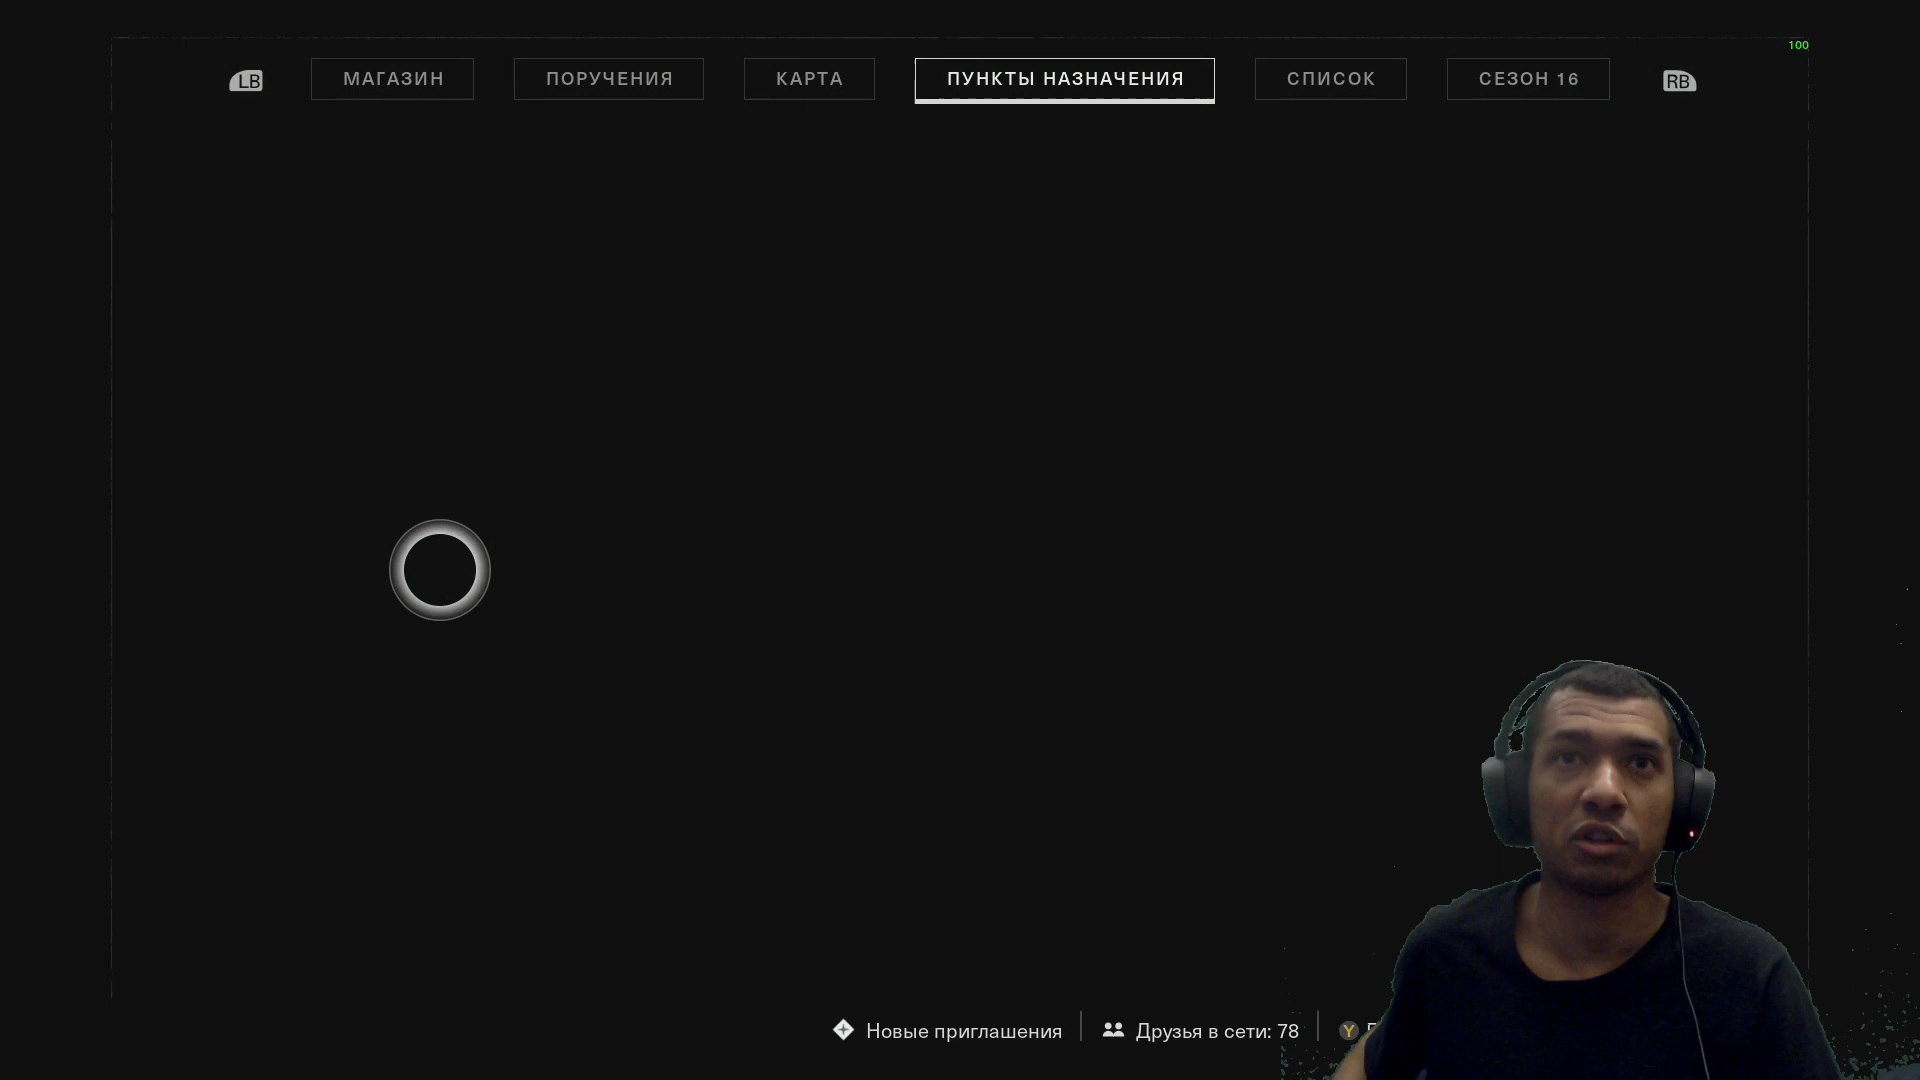 100
LB
МАГАЗИН
ПОРУЧЕНИЯ
КАРТА
ПУНКТЫ НАЗНАЧЕНИЯ
СПИСОК
СЕЗОН 16
RB
Новые приглашения
Друзья в сети: 78
Y